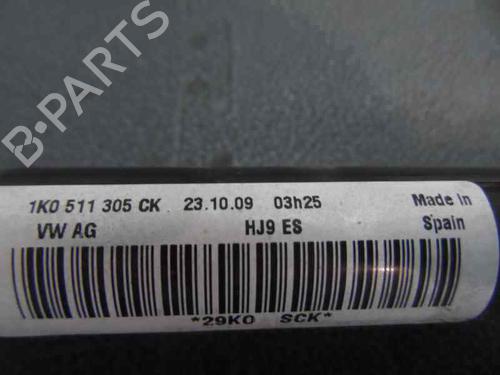 B-PARTS
1K0 511 305 CK 23.10.09 03h25 Made in
VW AG HJ9 ES Spain
*29K0 SCK*